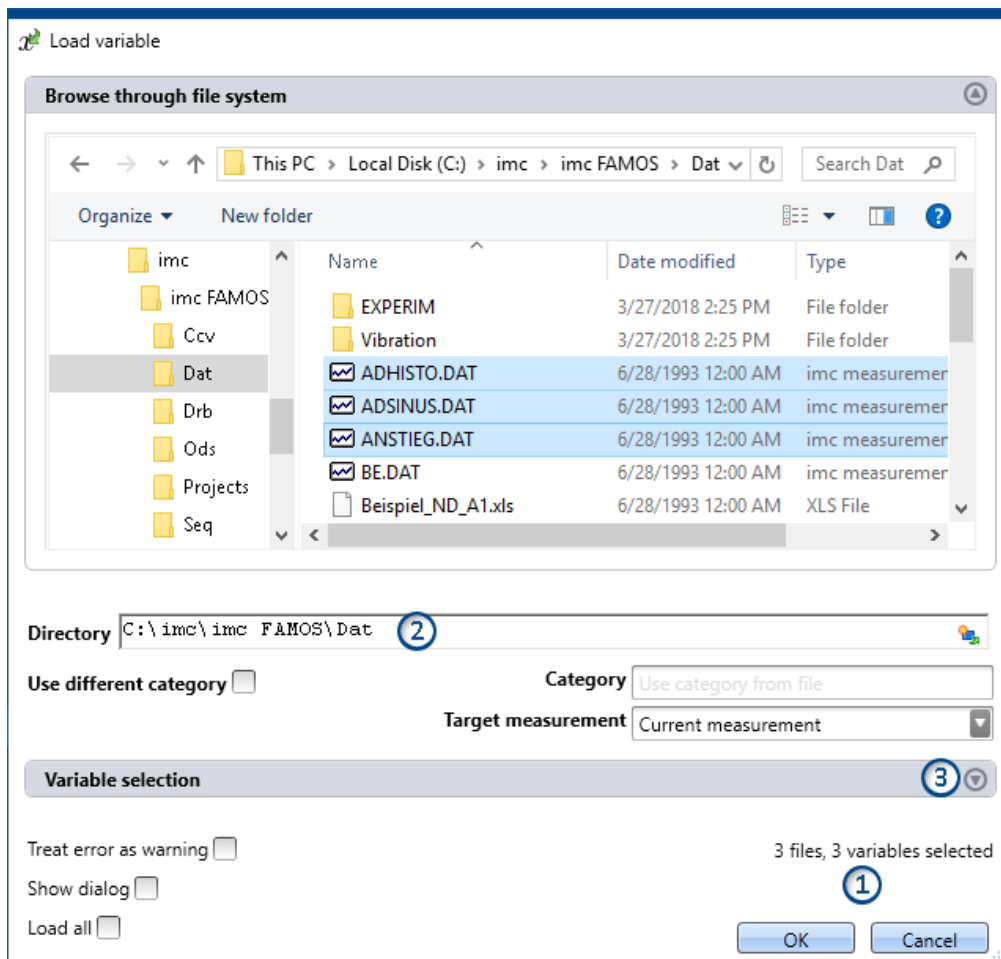 Load variable
Browse through file system
This PC > Local Disk (C:) > imc > imc FAMOS > Dat
Search Dat
Organize
New folder
?
imc
imc FAMOS
Ccv
Dat
Drb
Ods
Projects
Seq
Name Date modified Type
EXPERIM 3/27/2018 2:25 PM File folder
Vibration 3/27/2018 2:25 PM File folder
ADHISTO.DAT 6/28/1993 12:00 AM imc measuremer
ADSINUS.DAT 6/28/1993 12:00 AM imc measuremer
ANSTIEG.DAT 6/28/1993 12:00 AM imc measuremer
BE.DAT 6/28/1993 12:00 AM imc measuremer
Beispiel_ND_A1.xls 6/28/1993 12:00 AM XLS File
Directory C:\imc\imc FAMOS\Dat 2
Use different category
Category Use category from file
Target measurement Current measurement
Variable selection 3
Treat error as warning
3 files, 3 variables selected
Show dialog
1
Load all
OK Cancel